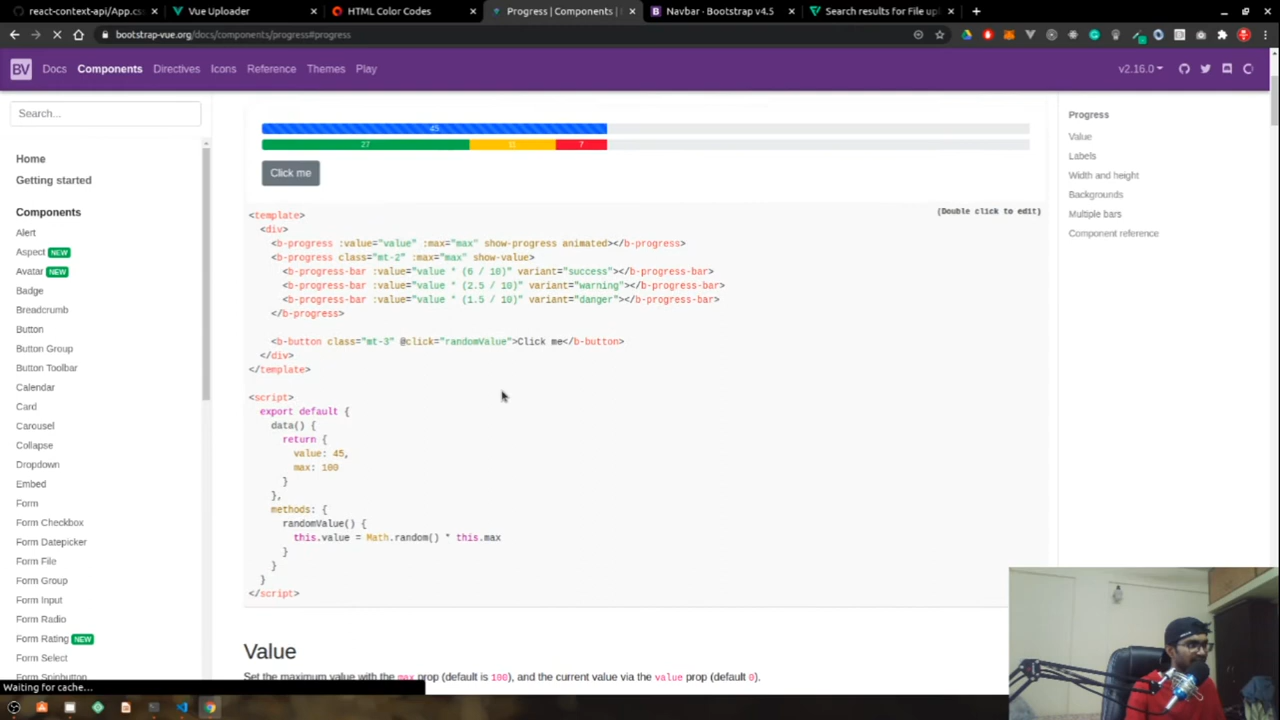 react-context-api/App.cs
Vue Uploader
HTML Color Codes
Progress | Components |
Navbar · Bootstrap v4.5
Search results for File up
bootstrap-vue.org/docs/components/progress#progress
BV
Docs
Components
Directives
Icons
Reference
Themes
Play
v2.16.0
Search...
Home
Getting started
Components
Alert
Aspect NEW
Avatar NEW
Badge
Breadcrumb
Button
Button Group
Button Toolbar
Calendar
Card
Carousel
Collapse
Dropdown
Embed
Form
Form Checkbox
Form Datepicker
Form File
Form Group
Form Input
Form Radio
Form Rating NEW
Form Select
Form Spinbutton
45
27
11
7
Click me
(Double click to edit)
<template>
<div>
<b-progress :value="value" :max="max" show-progress animated></b-progress>
<b-progress class="mt-2" :max="max" show-value>
<b-progress-bar :value="value * (6 / 10)" variant="success"></b-progress-bar>
<b-progress-bar :value="value * (2.5 / 10)" variant="warning"></b-progress-bar>
<b-progress-bar :value="value * (1.5 / 10)" variant="danger"></b-progress-bar>
</b-progress>
<b-button class="mt-3" @click="randomValue">Click me</b-button>
</div>
</template>
<script>
export default {
data() {
return {
value: 45,
max: 100
}
},
methods: {
randomValue() {
this.value = Math.random() * this.max
}
}
}
</script>
Value
Set the maximum value with the max prop (default is 100), and the current value via the value prop (default 0).
Progress
Value
Labels
Width and height
Backgrounds
Multiple bars
Component reference
Waiting for cache...